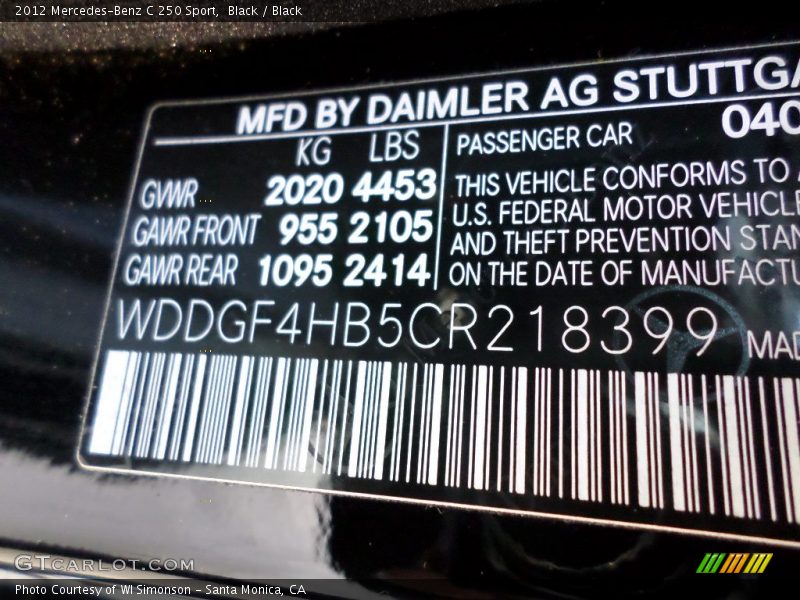 2012 Mercedes-Benz C 250 Sport, Black / Black
MFD BY DAIMLER AG STUTTGA
KG LBS
GVWR 2020 4453
GAWR FRONT 955 2105
GAWR REAR 1095 2414
PASSENGER CAR 040
THIS VEHICLE CONFORMS TO A
U.S. FEDERAL MOTOR VEHICLE
AND THEFT PREVENTION STAN
ON THE DATE OF MANUFACTU
WDDGF4HB5CR218399 MAD
GTCARLOT.COM
Photo Courtesy of WI Simonson - Santa Monica, CA